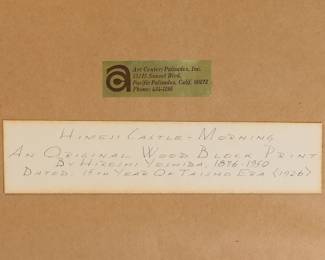 Art Center: Palisades, Inc.
15115 Sunset Blvd.
Pacific Palisades, Calif. 90272
Phone:
HIMEJI CASTLE - MORNING
AN ORIGINAL WOOD BLOCK PRINT
BY HIROSHI YOSHIDA, 1876-1950
DATED: 15TH YEAR OF TAISHO ERA (1926)